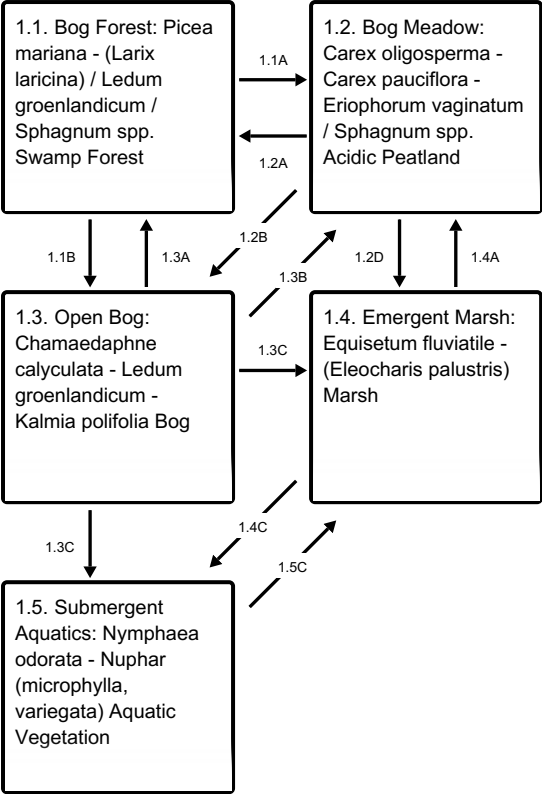 1.1. Bog Forest: Picea
mariana - (Larix
laricina) / Ledum
groenlandicum /
Sphagnum spp.
Swamp Forest
1.1A
1.2A
1.2. Bog Meadow:
Carex oligosperma -
Carex pauciflora -
Eriophorum vaginatum
/ Sphagnum spp.
Acidic Peatland
1.1B
1.3A
1.2B
1.3B
1.2D
1.4A
1.3. Open Bog:
Chamaedaphne
calyculata - Ledum
groenlandicum -
Kalmia polifolia Bog
1.3C
1.4. Emergent Marsh:
Equisetum fluviatile -
(Eleocharis palustris)
Marsh
1.3C
1.4C
1.5C
1.5. Submergent
Aquatics: Nymphaea
odorata - Nuphar
(microphylla,
variegata) Aquatic
Vegetation